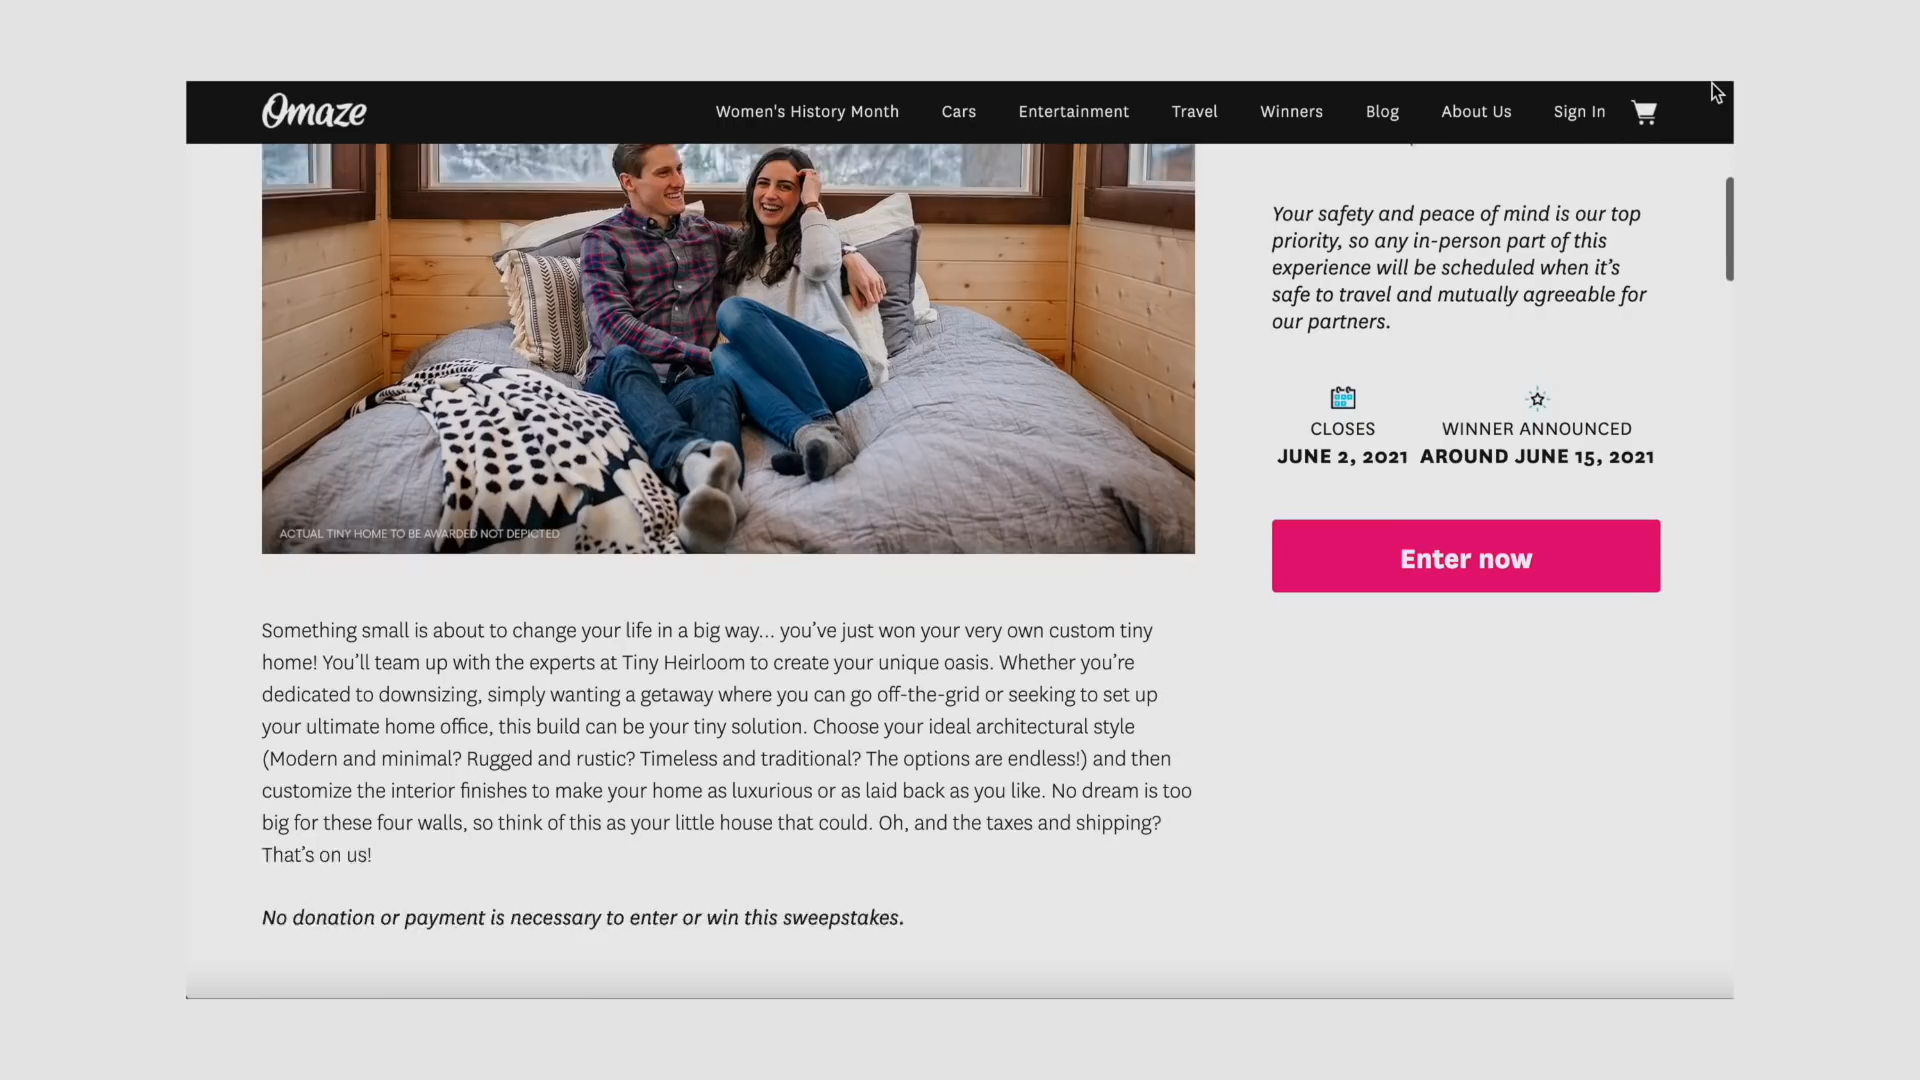 Omaze
Women's History Month Cars Entertainment Travel Winners Blog About Us Sign In
Your safety and peace of mind is our top
priority, so any in-person part of this
experience will be scheduled when it's
safe to travel and mutually agreeable for
our partners.
CLOSES
JUNE 2, 2021
WINNER ANNOUNCED
AROUND JUNE 15, 2021
Enter now
ACTUAL TINY HOME TO BE AWARDED NOT DEPICTED
Something small is about to change your life in a big way... you've just won your very own custom tiny
home! You'll team up with the experts at Tiny Heirloom to create your unique oasis. Whether you're
dedicated to downsizing, simply wanting a getaway where you can go off-the-grid or seeking to set up
your ultimate home office, this build can be your tiny solution. Choose your ideal architectural style
(Modern and minimal? Rugged and rustic? Timeless and traditional? The options are endless!) and then
customize the interior finishes to make your home as luxurious or as laid back as you like. No dream is too
big for these four walls, so think of this as your little house that could. Oh, and the taxes and shipping?
That's on us!
No donation or payment is necessary to enter or win this sweepstakes.